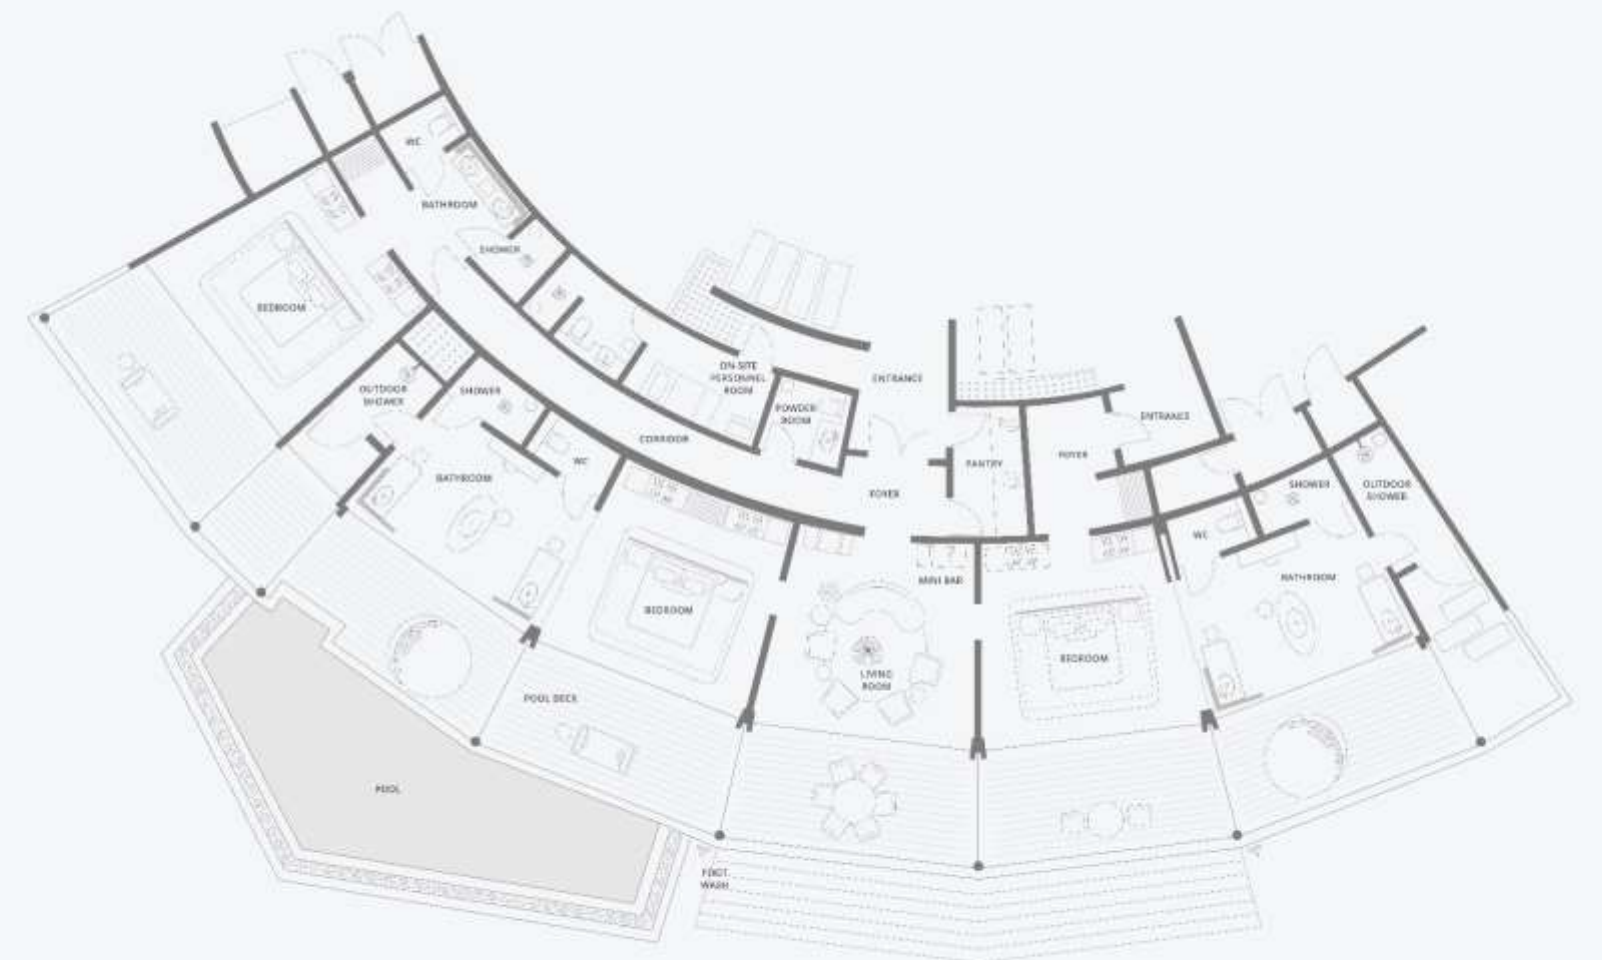 WC
BATHROOM
SHOWER
BEDROOM
OUTDOOR
SHOWER
SHOWER
BATHROOM
WC
CORRIDOR
ON-SITE
PERSONNEL
ROOM
POWDER
ROOM
ENTRANCE
FOYER
PANTRY
FOYER
ENTRANCE
SHOWER
OUTDOOR
SHOWER
WC
BATHROOM
MINI BAR
BEDROOM
BEDROOM
LIVING
ROOM
POOL DECK
POOL
FOOT
WASH